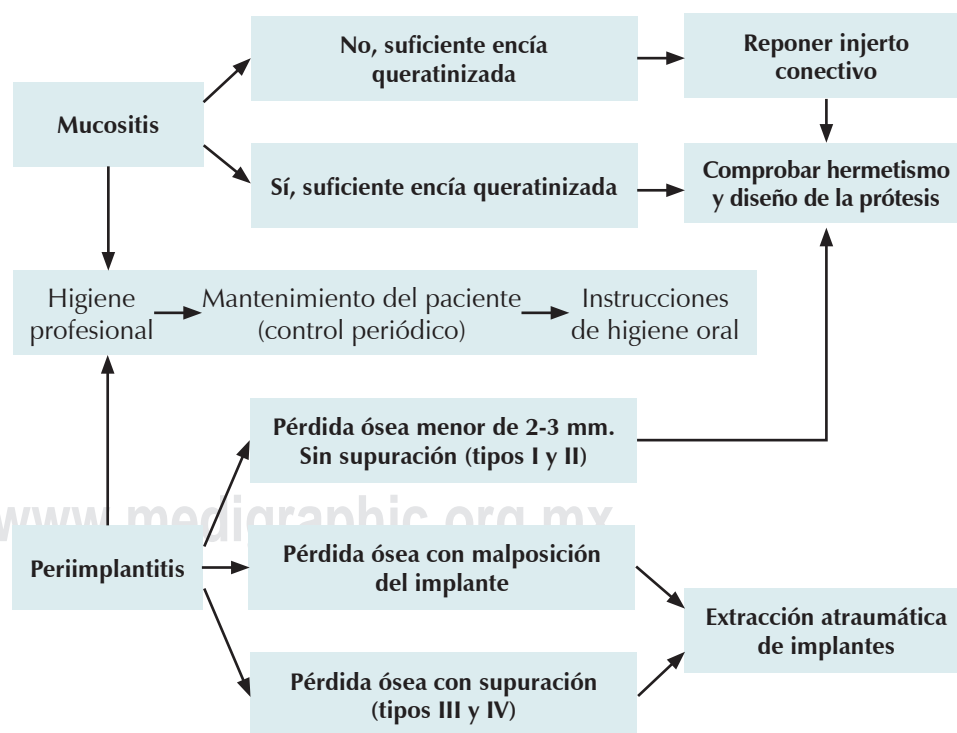 No, suficiente encía
queratinizada
Reponer injerto
conectivo
Mucositis
Sí, suficiente encía queratinizada
Comprobar hermetismo
y diseño de la prótesis
Higiene
profesional
Mantenimiento del paciente
(control periódico)
Instrucciones
de higiene oral
Pérdida ósea menor de 2-3 mm.
Sin supuración (tipos I y II)
www.medigraphic.org.mx
Periimplantitis
Pérdida ósea con malposición
del implante
Extracción atraumática
de implantes
Pérdida ósea con supuración
(tipos III y IV)